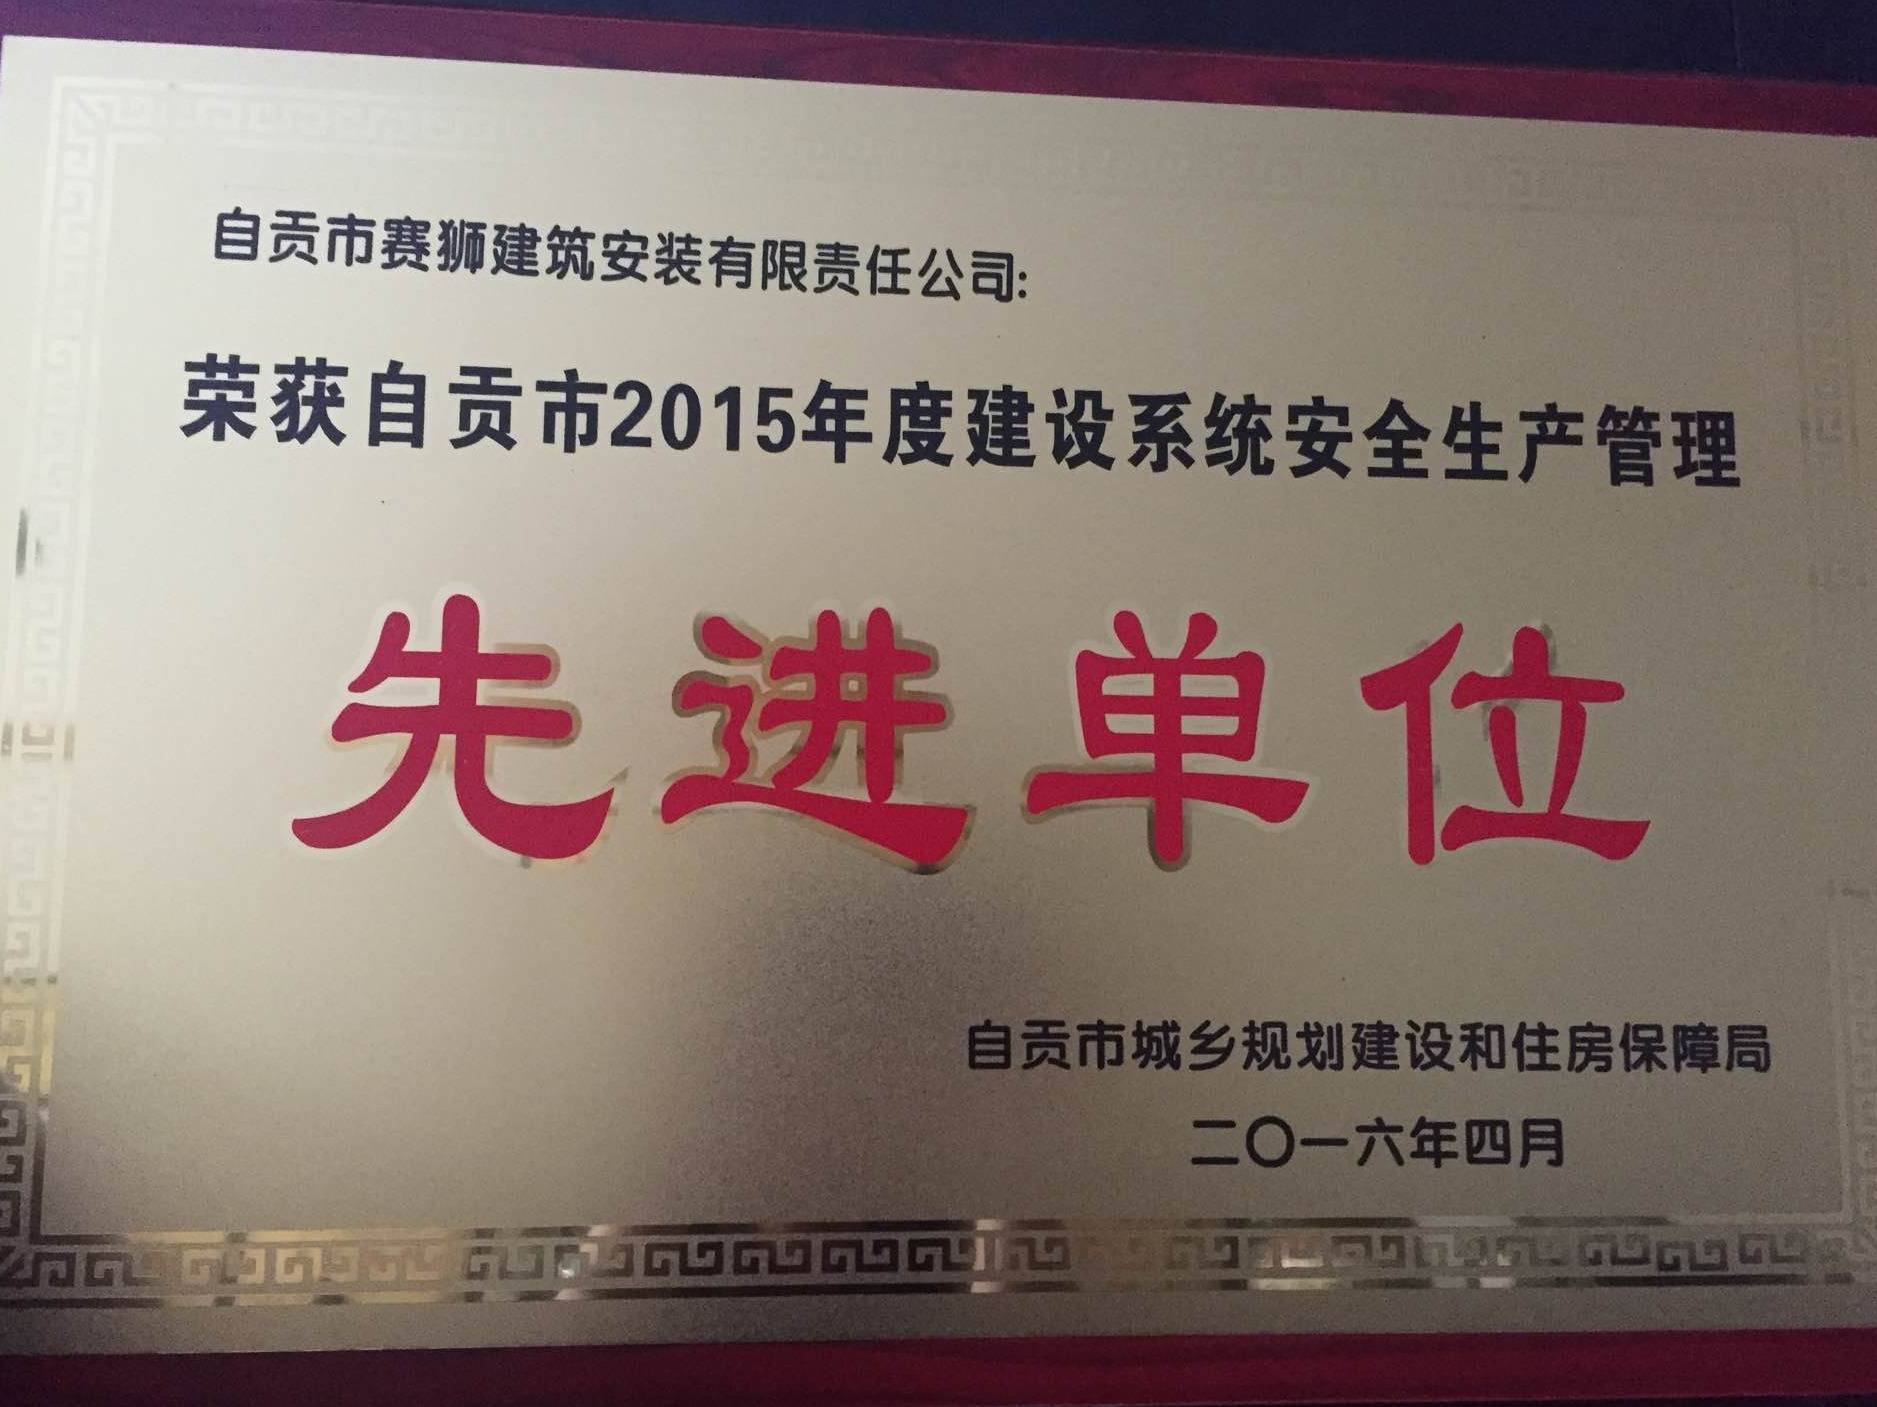 自贡市赛狮建筑安装有限责任公司:
荣获自贡市2015年度建设系统安全生产管理
先进单位
自贡市城乡规划建设和住房保障局
二〇一六年四月